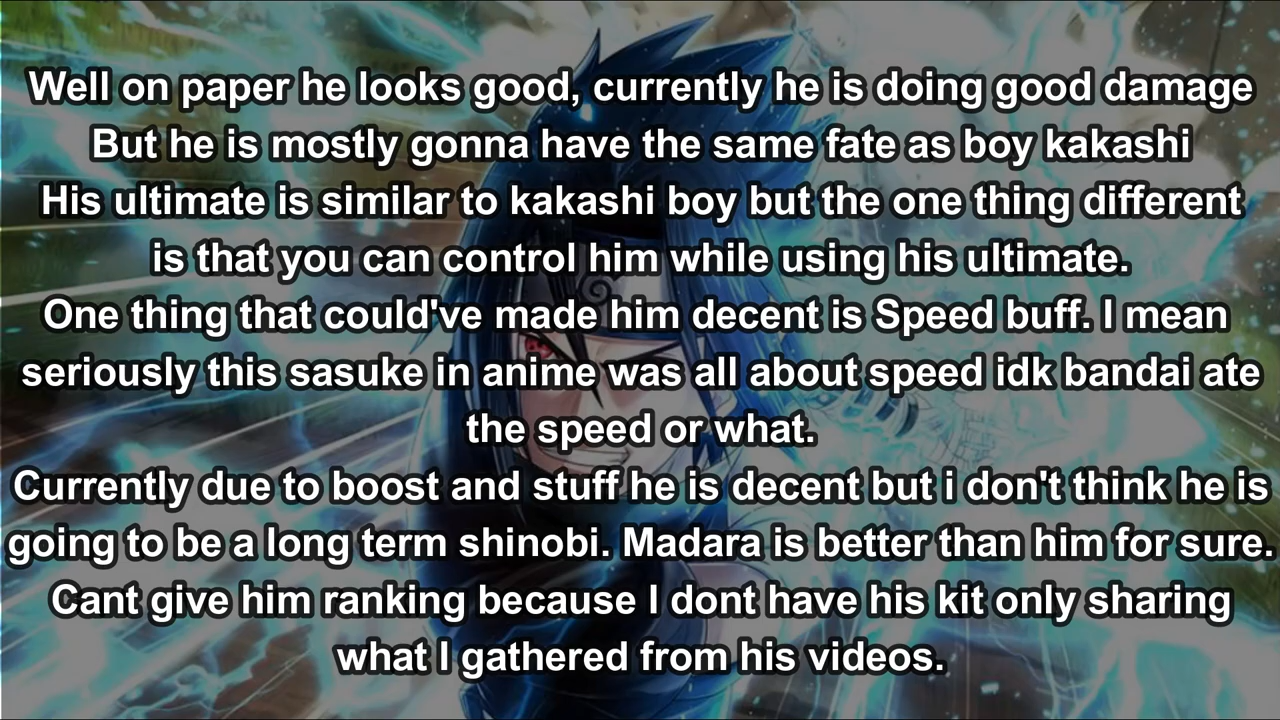 Well on paper he looks good, currently he is doing good damage
But he is mostly gonna have the same fate as boy kakashi
His ultimate is similar to kakashi boy but the one thing different
is that you can control him while using his ultimate.
One thing that could've made him decent is Speed buff. I mean
seriously this sasuke in anime was all about speed idk bandai ate
the speed or what.
Currently due to boost and stuff he is decent but i don't think he is
going to be a long term shinobi. Madara is better than him for sure.
Cant give him ranking because I dont have his kit only sharing
what I gathered from his videos.